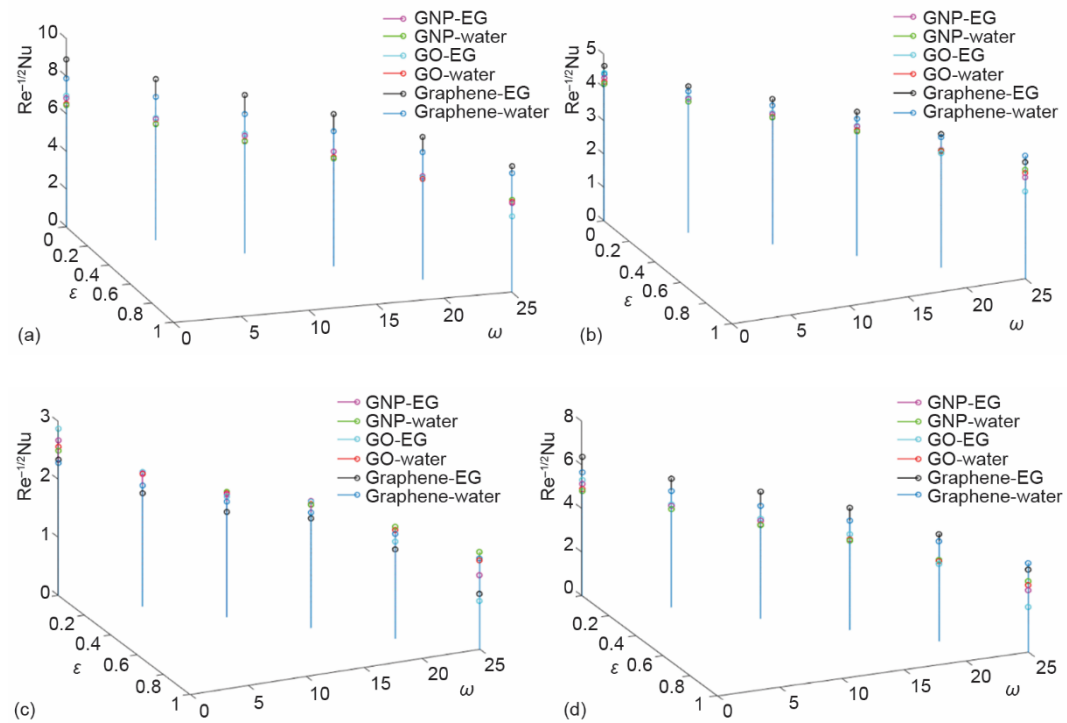 Re⁻¹/²Nu
10
8
6
4
2
0
0
0.2
0.4
0.6
0.8
1
ε
0
5
10
15
20
25
ω
GNP-EG
GNP-water
GO-EG
GO-water
Graphene-EG
Graphene-water
(a)
Re⁻¹/²Nu
5
4
3
2
1
0
0
0.2
0.4
0.6
0.8
1
ε
0
5
10
15
20
25
ω
GNP-EG
GNP-water
GO-EG
GO-water
Graphene-EG
Graphene-water
(b)
Re⁻¹/²Nu
3
2
1
0
0.2
0.4
0.6
0.8
1
ε
0
5
10
15
20
25
ω
GNP-EG
GNP-water
GO-EG
GO-water
Graphene-EG
Graphene-water
(c)
Re⁻¹/²Nu
8
6
4
2
0
0.2
0.4
0.6
0.8
1
ε
0
5
10
15
20
25
ω
GNP-EG
GNP-water
GO-EG
GO-water
Graphene-EG
Graphene-water
(d)